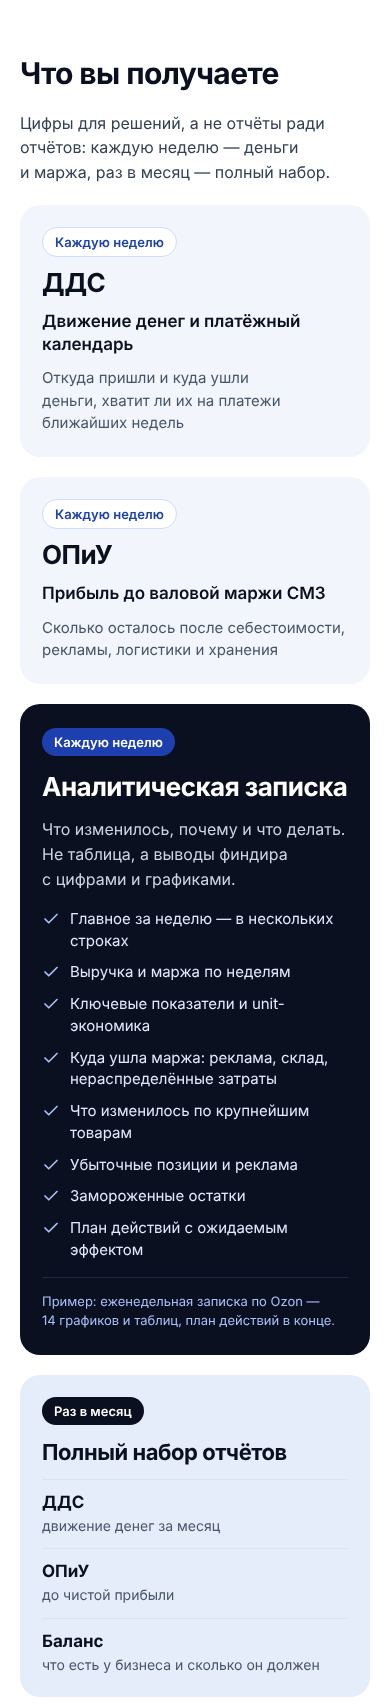 Что вы получаете
Цифры для решений, а не отчёты ради
отчётов: каждую неделю — деньги
и маржа, раз в месяц — полный набор.
Каждую неделю
ДДС
Движение денег и платёжный
календарь
Откуда пришли и куда ушли
деньги, хватит ли их на платежи
ближайших недель
Каждую неделю
ОПиУ
Прибыль до валовой маржи СМ3
Сколько осталось после себестоимости,
рекламы, логистики и хранения
Каждую неделю
Аналитическая записка
Что изменилось, почему и что делать.
Не таблица, а выводы финдира
с цифрами и графиками.
Главное за неделю — в нескольких
строках
Выручка и маржа по неделям
Ключевые показатели и unit-
экономика
Куда ушла маржа: реклама, склад,
нераспределённые затраты
Что изменилось по крупнейшим
товарам
Убыточные позиции и реклама
Замороженные остатки
План действий с ожидаемым
эффектом
Пример: еженедельная записка по Ozon —
14 графиков и таблиц, план действий в конце.
Раз в месяц
Полный набор отчётов
ДДС
движение денег за месяц
ОПиУ
до чистой прибыли
Баланс
что есть у бизнеса и сколько он должен